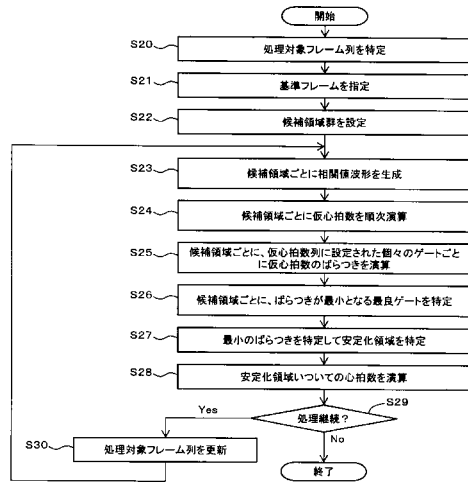 開始
S20 処理対象フレーム列を特定
S21 基準フレームを指定
S22 候補領域群を設定
S23 候補領域ごとに相関値波形を生成
S24 候補領域ごとに仮心拍数を順次演算
S25 候補領域ごとに、仮心拍数列に設定された個々のゲートごと
に仮心拍数のばらつきを演算
S26 候補領域ごとに、ばらつきが最小となる最良ゲートを特定
S27 最小のばらつきを特定して安定化領域を特定
S28 安定化領域いついての心拍数を演算
S29
処理継続?
Yes
No
S30 処理対象フレーム列を更新
終了